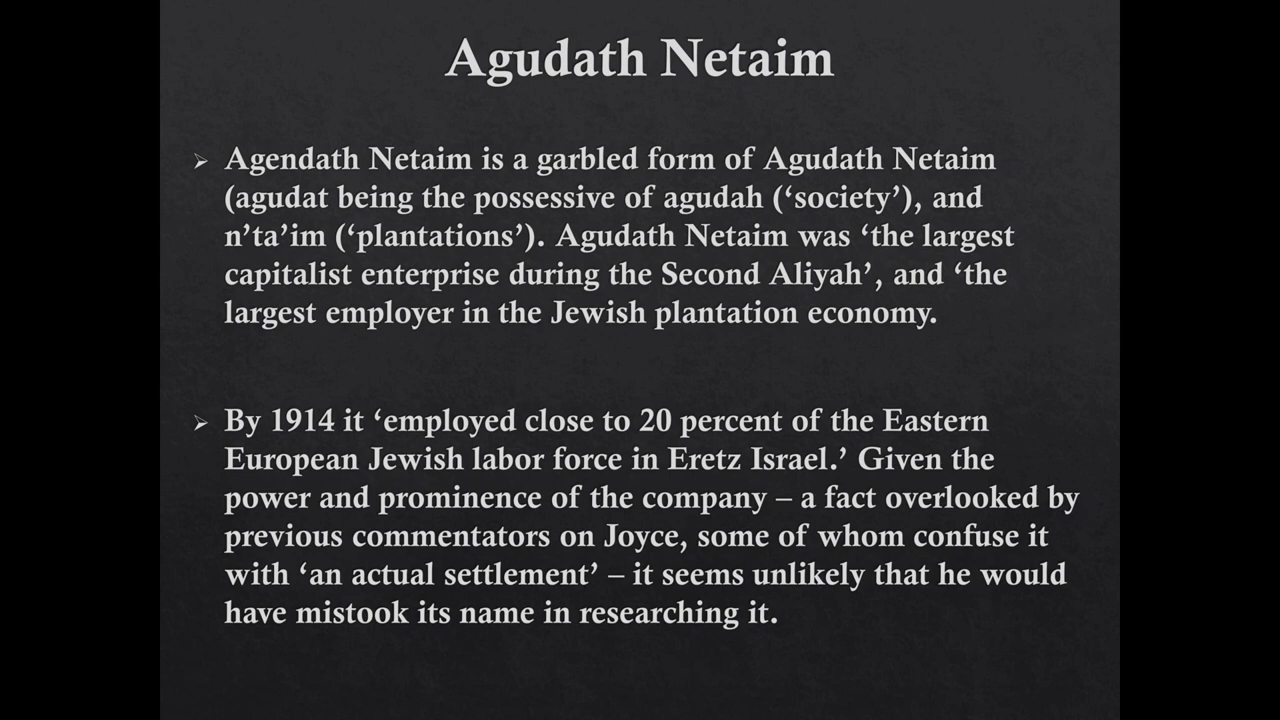 Agudath Netaim
Agendath Netaim is a garbled form of Agudath Netaim
(agudat being the possessive of agudah (‘society’), and
n’ta’im (‘plantations’). Agudath Netaim was ‘the largest
capitalist enterprise during the Second Aliyah’, and ‘the
largest employer in the Jewish plantation economy.
By 1914 it ‘employed close to 20 percent of the Eastern
European Jewish labor force in Eretz Israel.’ Given the
power and prominence of the company – a fact overlooked by
previous commentators on Joyce, some of whom confuse it
with ‘an actual settlement’ – it seems unlikely that he would
have mistook its name in researching it.